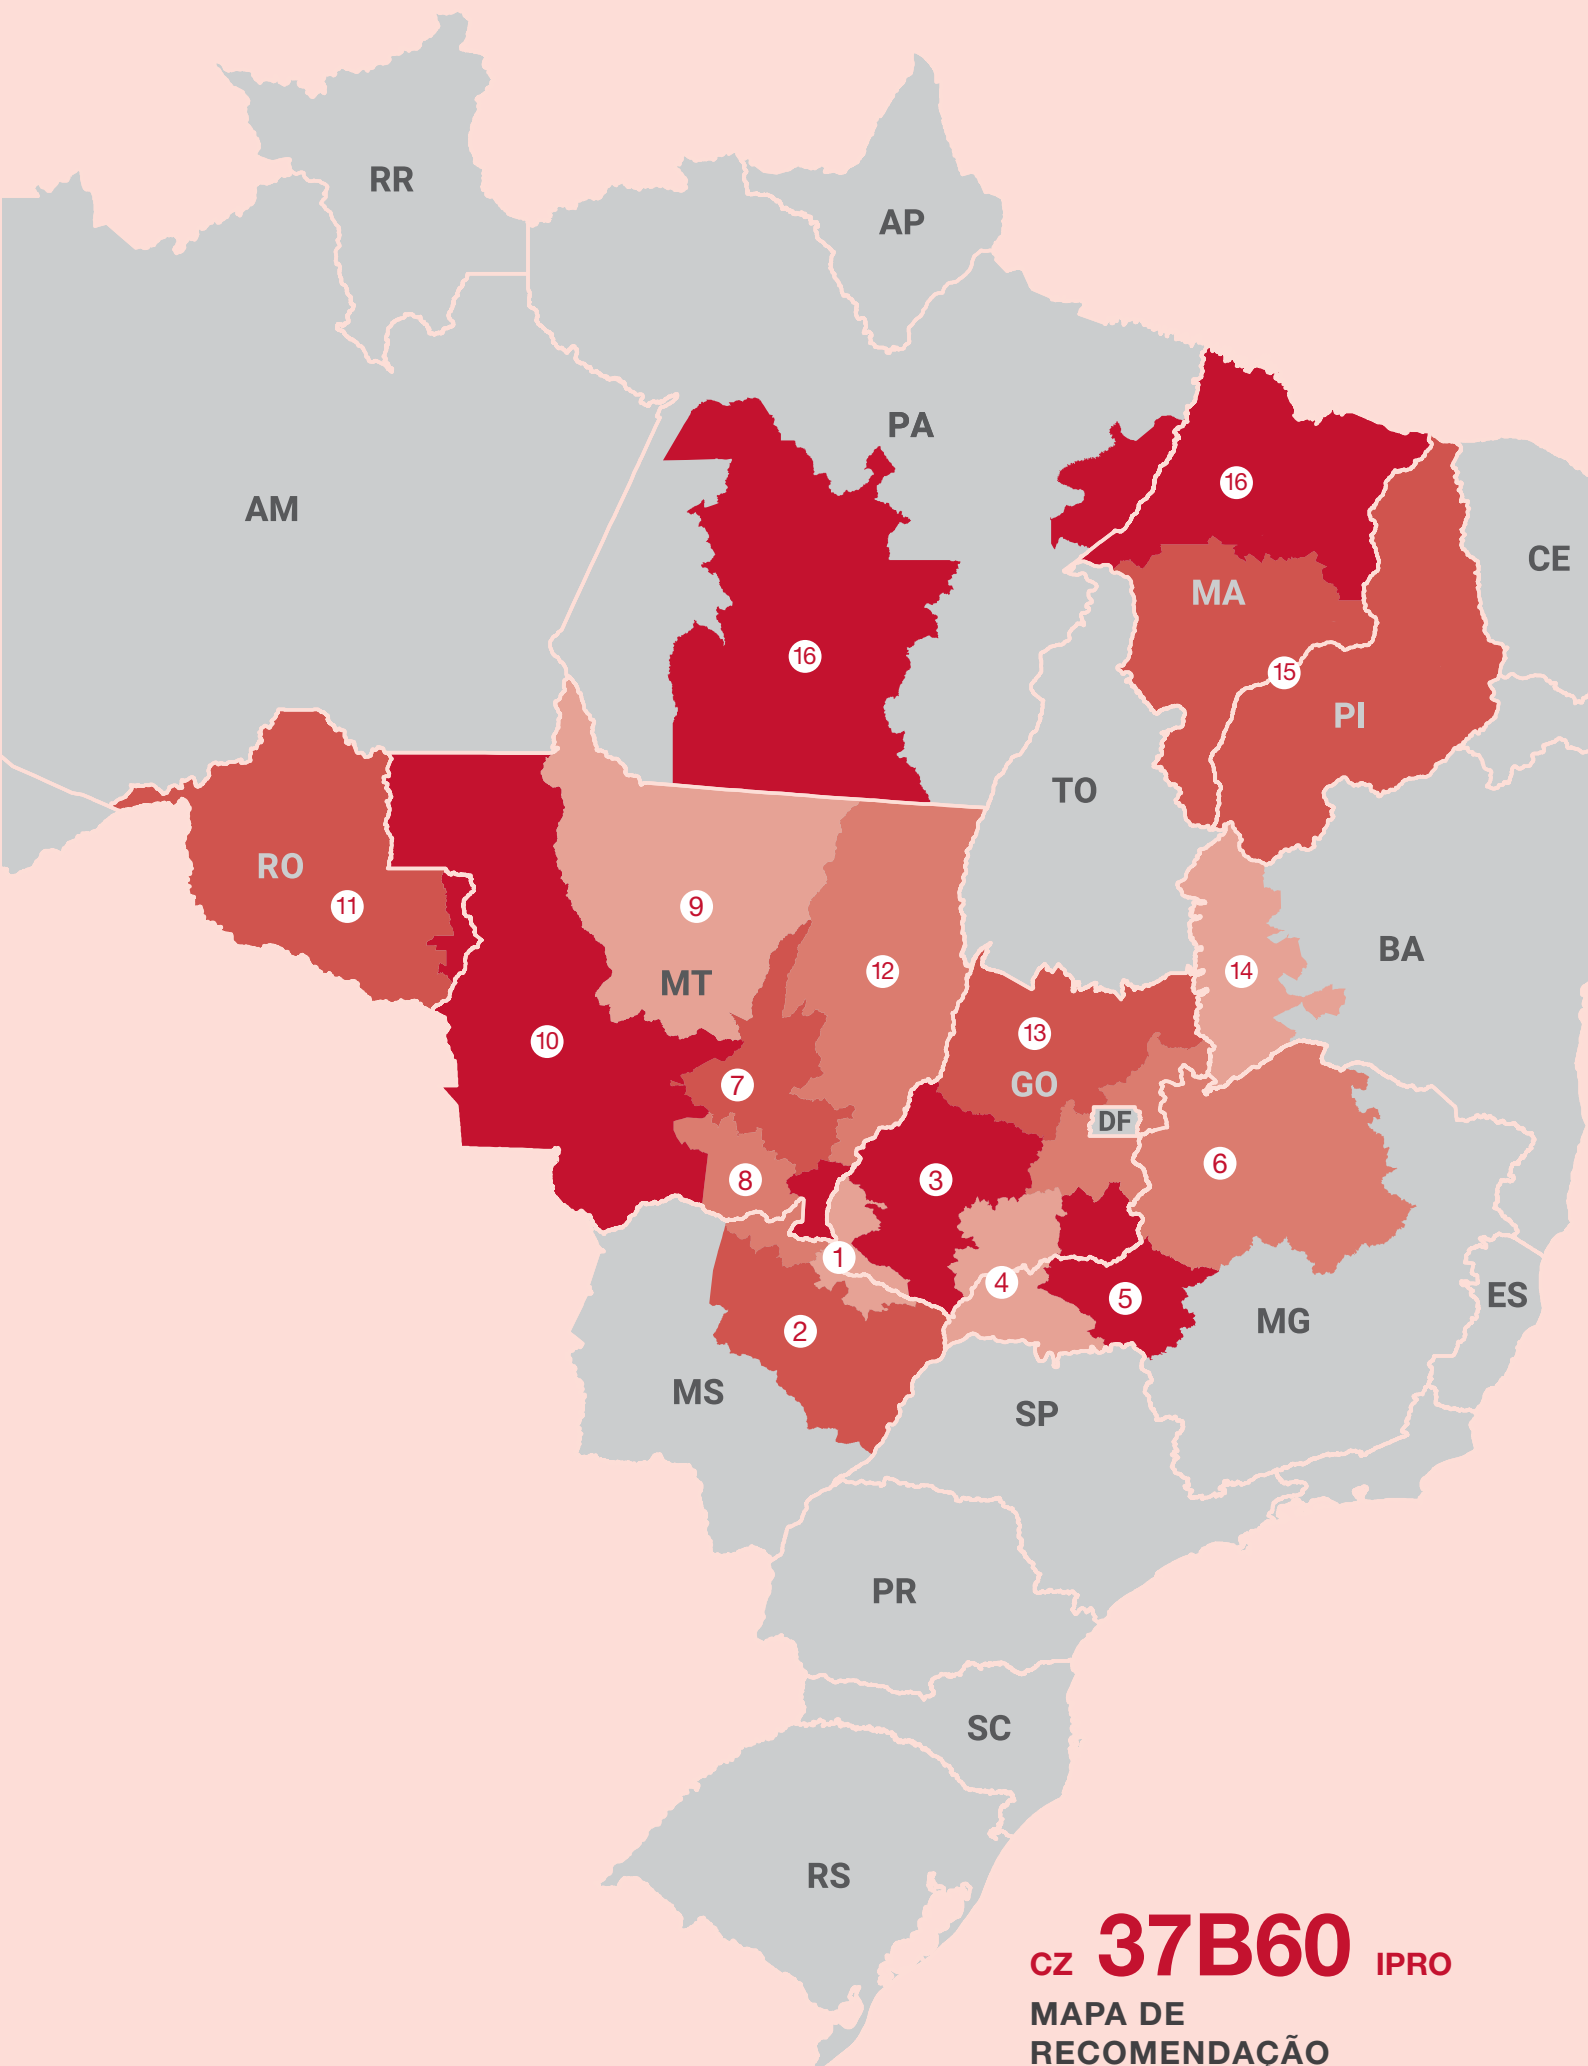 RR
AP
PA
AM
16
CE
MA
16
15
PI
TO
RO
11
9
BA
12
14
MT
13
10
7
GO
DF
6
8
3
1
4
5
ES
MG
2
MS
SP
PR
SC
RS
CZ 37B60 IPRO
MAPA DE
RECOMENDAÇÃO